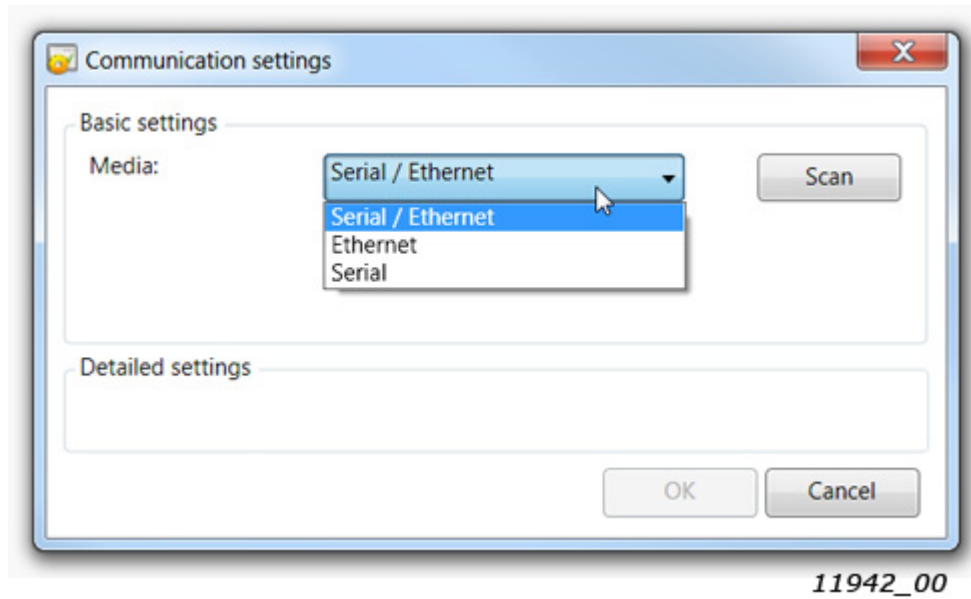 Communication settings
Basic settings
Media:
Serial / Ethernet
Scan
Serial / Ethernet
Ethernet
Serial
Detailed settings
OK
Cancel
11942_00